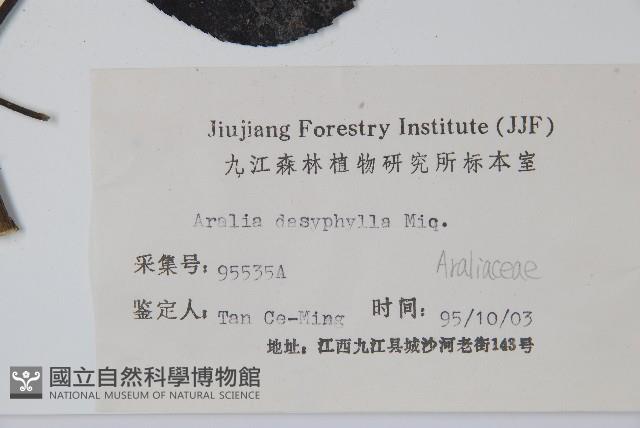 Jiujiang Forestry Institute (JJF)
九江森林植物研究所标本室
Aralia dasyphylla Miq.
采集号: 95535A
Araliaceae
鉴定人: Tan Ce-Ming 时间: 95/10/03
地址: 江西九江县城沙河老街143号
國立自然科學博物館
NATIONAL MUSEUM OF NATURAL SCIENCE